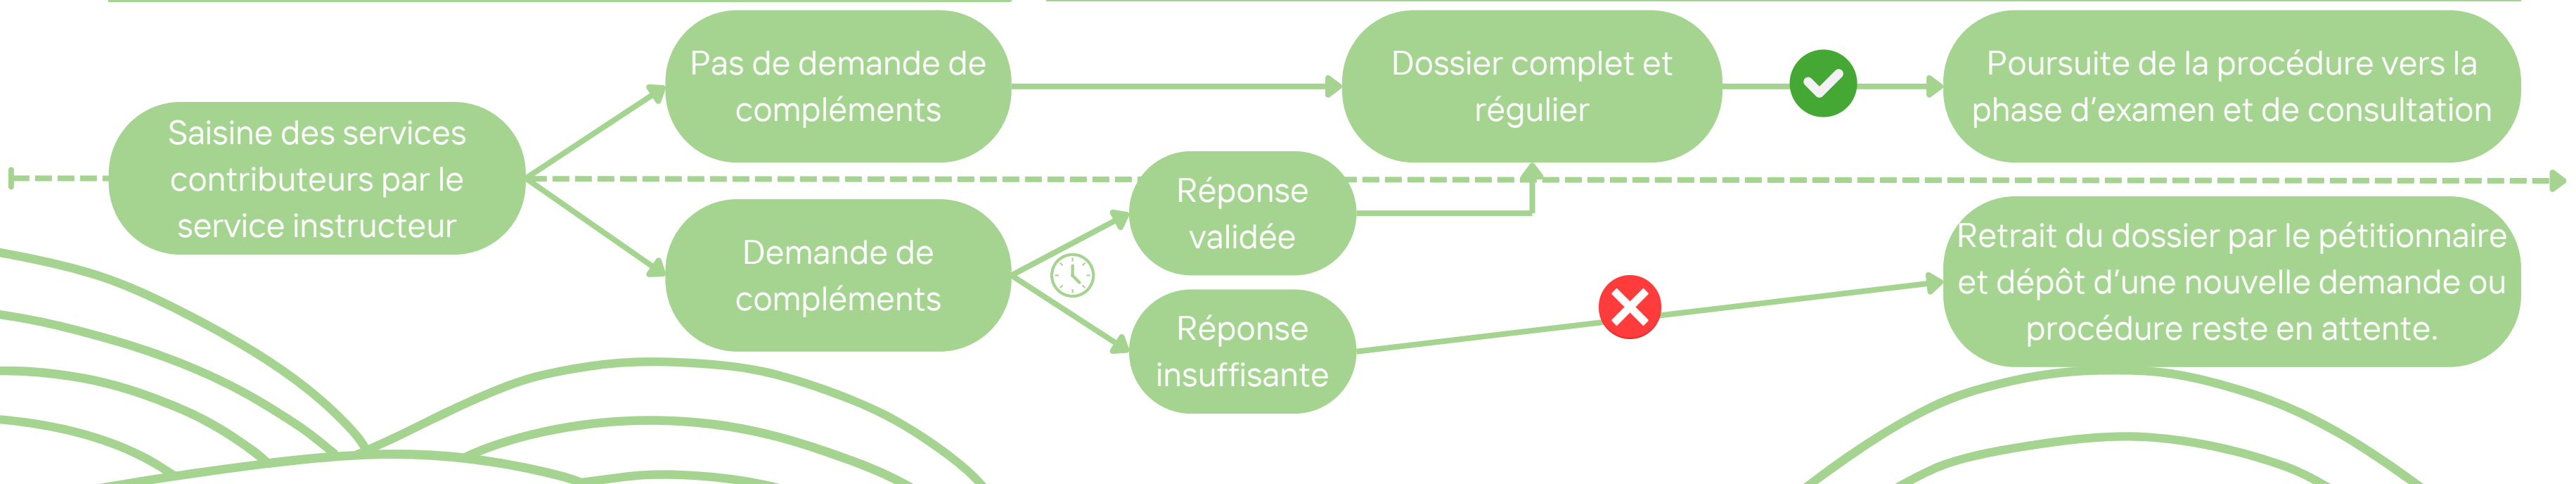 Saisine des services
contributeurs par le
service instructeur
Pas de demande de
compléments
Demande de
compléments
Réponse
validée
Réponse
insuffisante
Dossier complet et
régulier
Poursuite de la procédure vers la
phase d’examen et de consultation
Retrait du dossier par le pétitionnaire
et dépôt d’une nouvelle demande ou
procédure reste en attente.